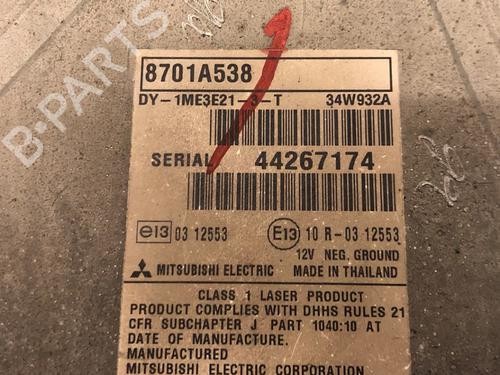 B-PARTS
8701A538
DY-1ME3E21-3-T 34W932A
SERIAL 44267174
e13 03 12553 E13 10 R-03 12553
12V NEG. GROUND
MITSUBISHI ELECTRIC MADE IN THAILAND
CLASS 1 LASER PRODUCT
PRODUCT COMPLIES WITH DHHS RULES 21
CFR SUBCHAPTER J PART 1040:10 AT
DATE OF MANUFACTURE.
MANUFACTURED
MITSUBISHI ELECTRIC CORPORATION